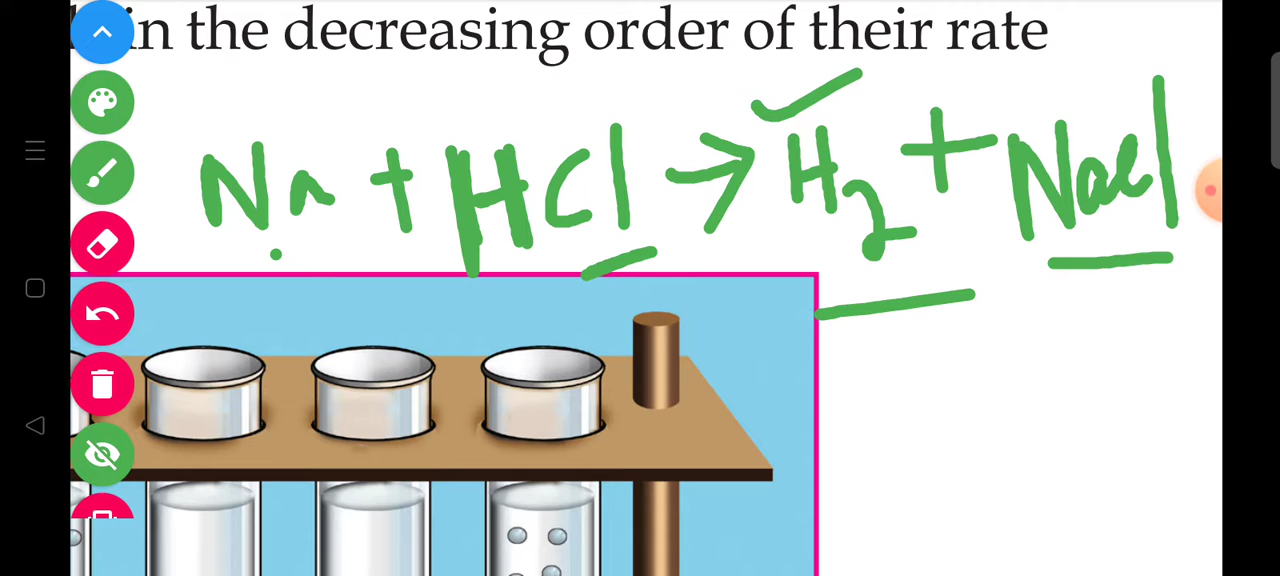 in the decreasing order of their rate
Na + HCl → H2 + NaCl